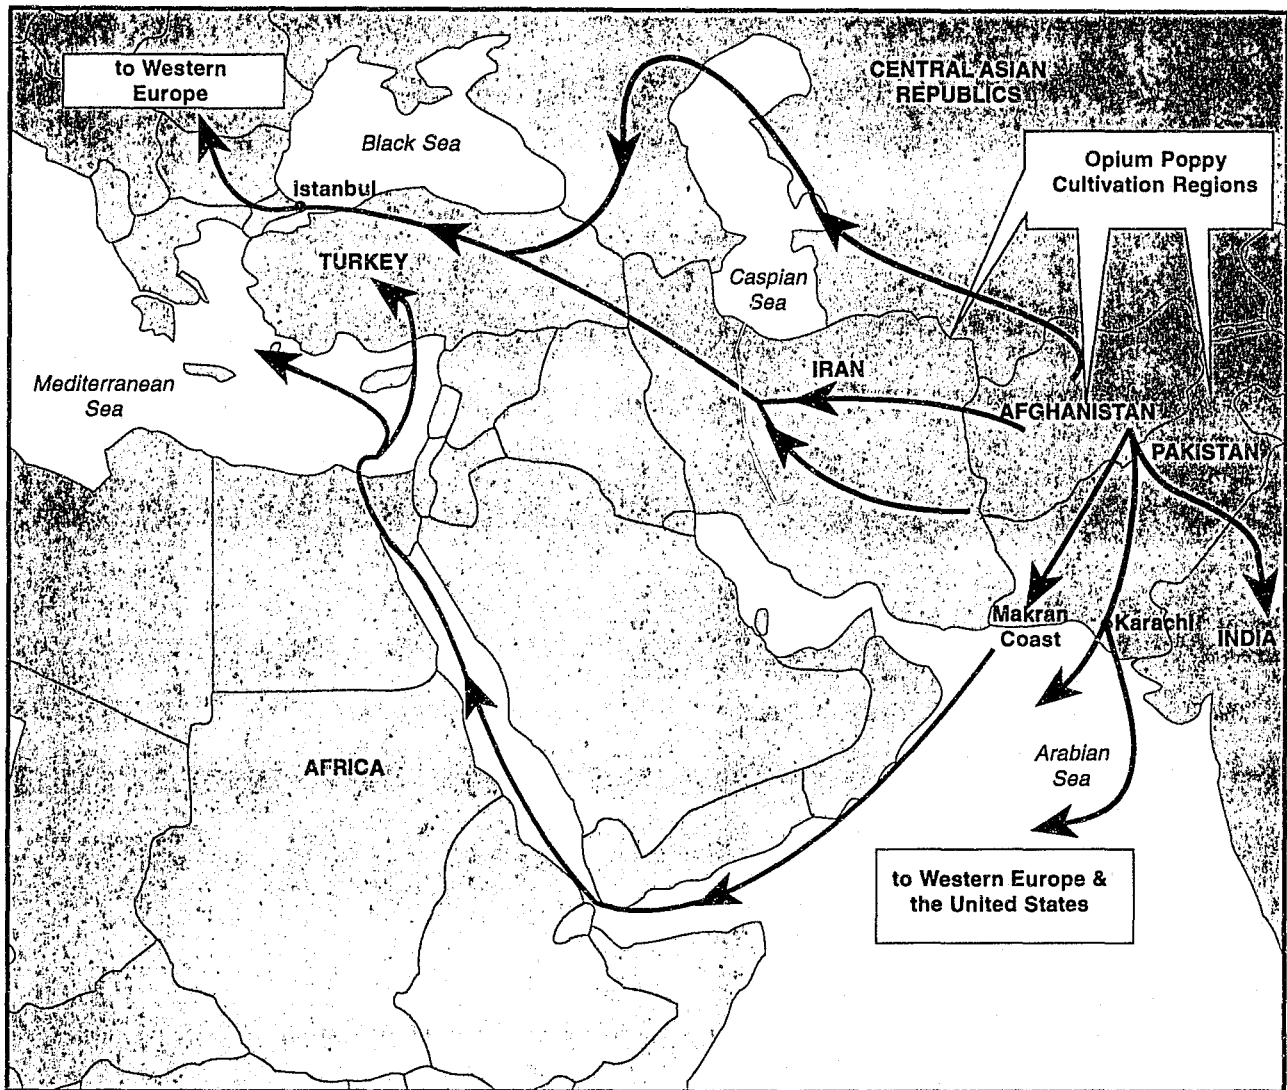 to Western
Europe
CENTRAL ASIAN
REPUBLICS
Black Sea
Opium Poppy
Cultivation Regions
Istanbul
TURKEY
Caspian
Sea
IRAN
Mediterranean
Sea
AFGHANISTAN
PAKISTAN
Makran
Coast
Karachi
INDIA
AFRICA
Arabian
Sea
to Western Europe &
the United States